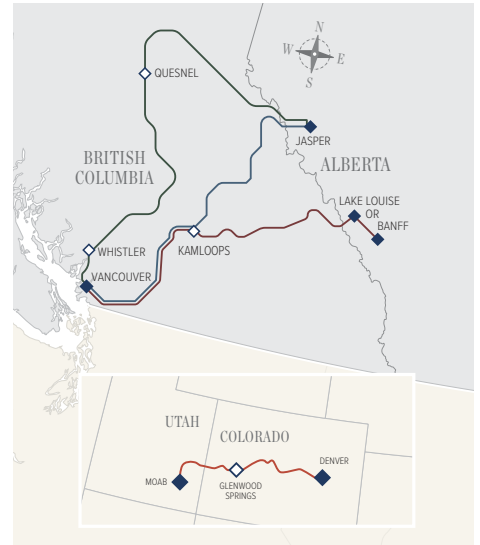 N
W
E
S
QUESNEL
JASPER
BRITISH
COLUMBIA
ALBERTA
LAKE LOUISE
OR
BANFF
WHISTLER
KAMLOOPS
VANCOUVER
UTAH
COLORADO
MOAB
GLENWOOD
SPRINGS
DENVER